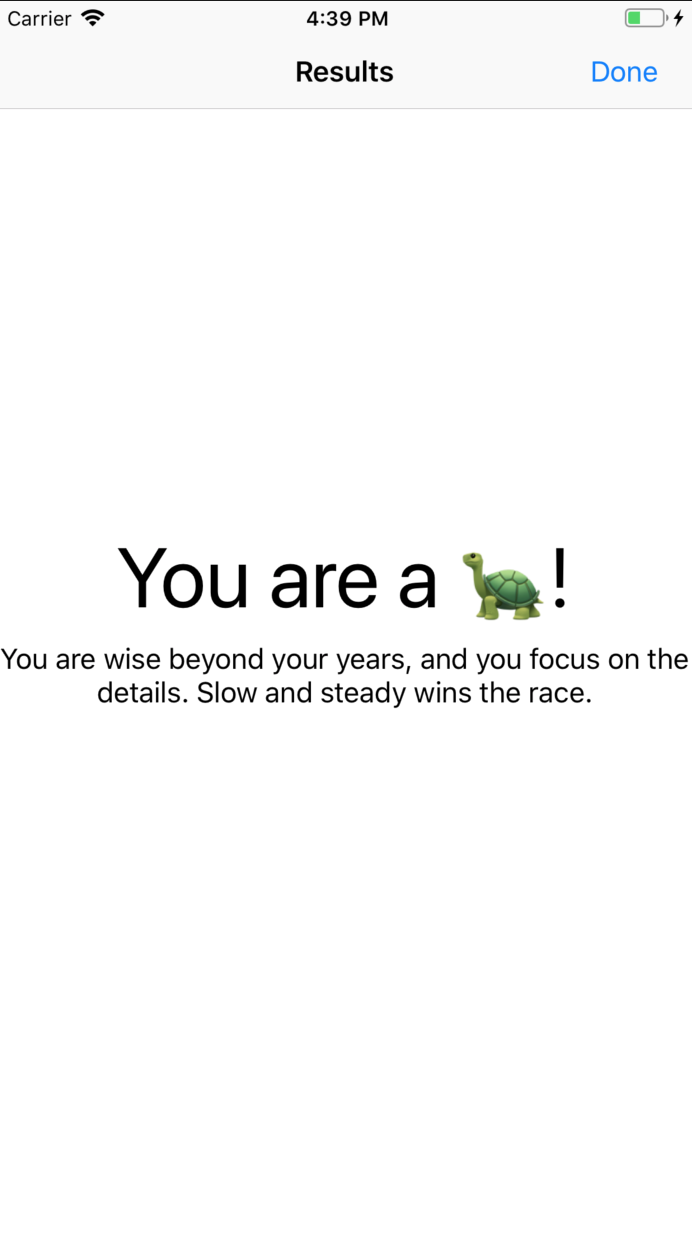 Carrier 4:39 PM
Results Done
You are a 🐢!
You are wise beyond your years, and you focus on the
details. Slow and steady wins the race.